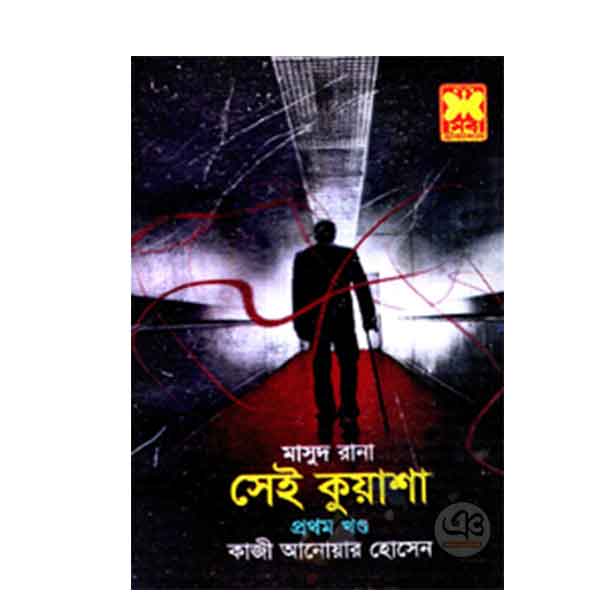 সেবা
মাসুদ রানা
সেই কুয়াশা
প্রথম খণ্ড
কাজী আনোয়ার হোসেন